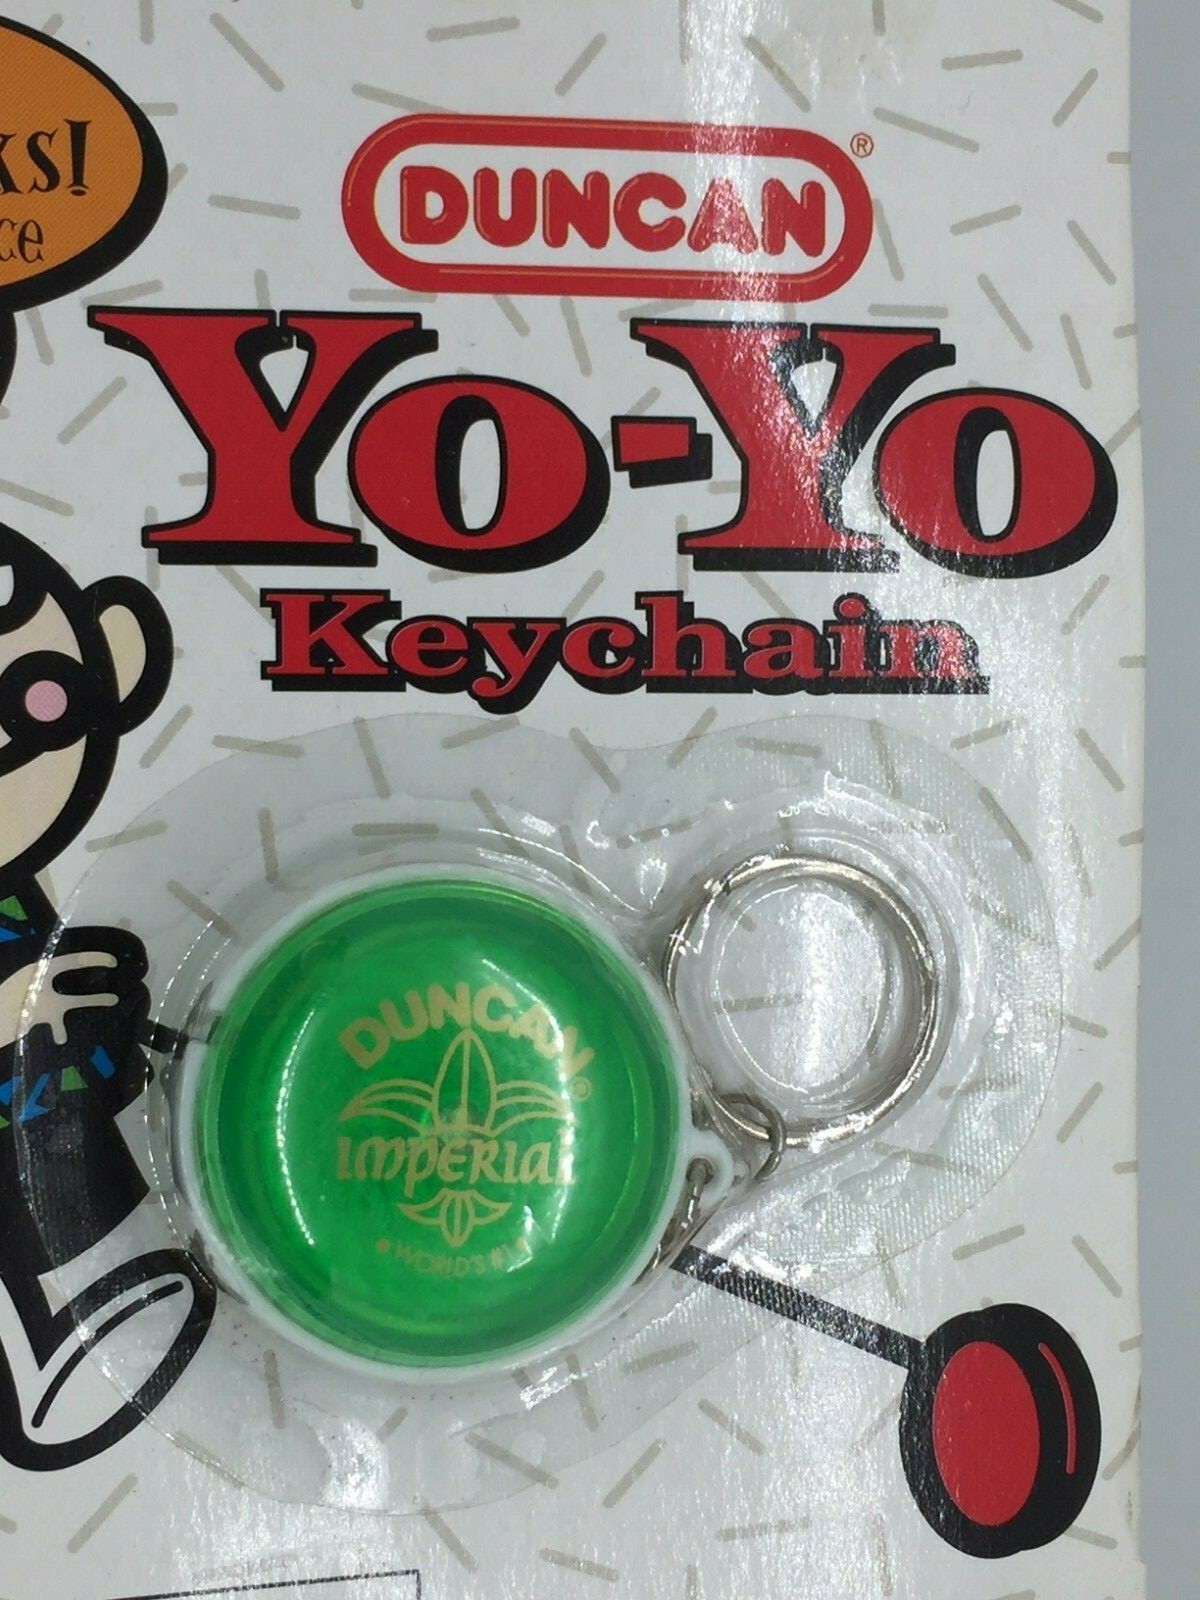 DUNCAN®
Yo-Yo
Keychain
DUNCAN®
IMPERIAL
WORLD'S #1